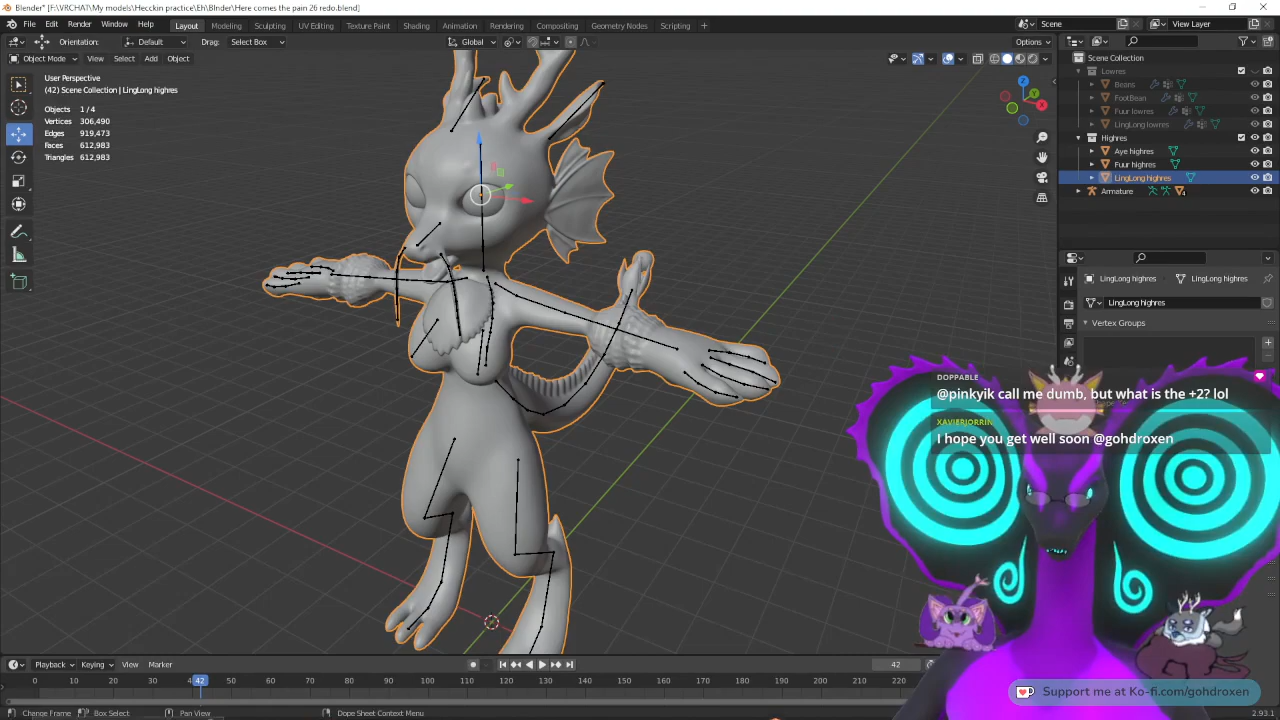 Blender* [F:\VRCHAT\My models\Hecckin practice\Eh\BInder\Here comes the pain 26 redo.blend]
File Edit Render Window Help Layout Modeling Sculpting UV Editing Texture Paint Shading Animation Rendering Compositing Geometry Nodes Scripting + Scene View Layer
Orientation: Default Drag: Select Box Global Options
Object Mode View Select Add Object
User Perspective
(42) Scene Collection | LingLong highres
Objects 1 / 4
Vertices 306,490
Edges 919,473
Faces 612,983
Triangles 612,983
Z
Y
X
Scene Collection
Lowres
Beans
FootBean
Fuur lowres
LingLong lowres
Highres
Aye highres
Fuur highres
LingLong highres
Armature
LingLong highres LingLong highres
LingLong highres
Vertex Groups
DOPPABLE
@pinkyik call me dumb, but what is the +2? lol
XAVIERJORRIN
I hope you get well soon @gohdroxen
Support me at Ko-fi.com/gohdroxen
Playback Keying View Marker 42
0 10 20 30 42 50 60 70 80 90 100 110 120 130 140 150 160 170 180 190 200 210 220
Change Frame Box Select Pan View Dope Sheet Context Menu 2.93.1